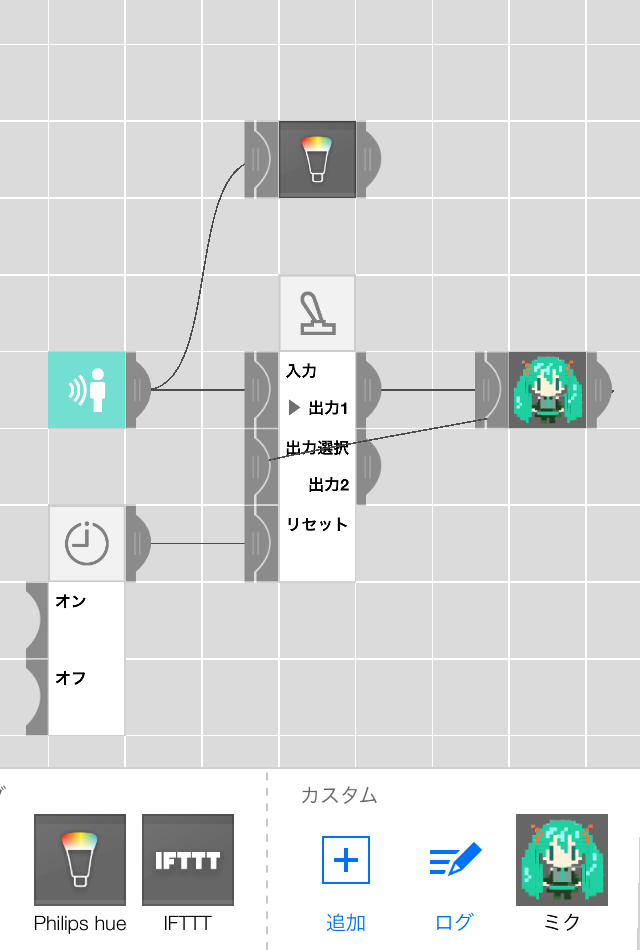 入力
出力1
出力選択
出力2
リセット
オン
オフ
カスタム
IFTTT
Philips hue
IFTTT
追加
ログ
ミク